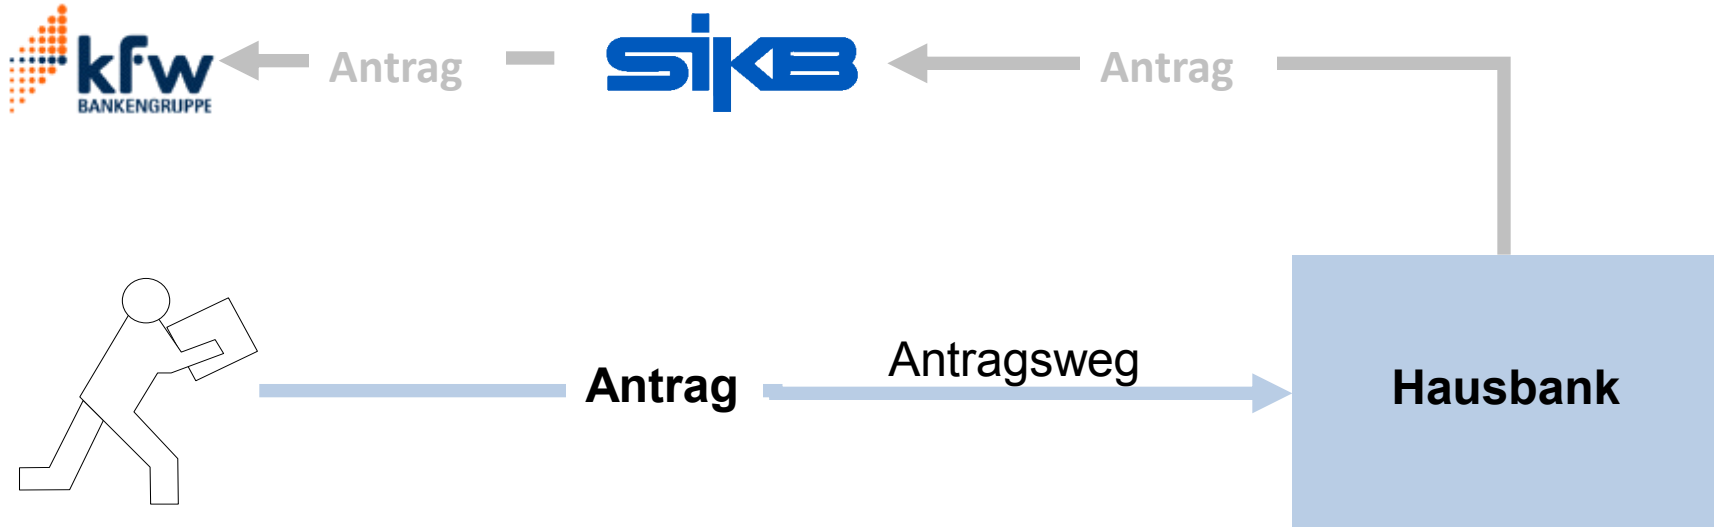 kfw
BANKENGRUPPE
Antrag
SIKB
Antrag
Antrag
Antragsweg
Hausbank